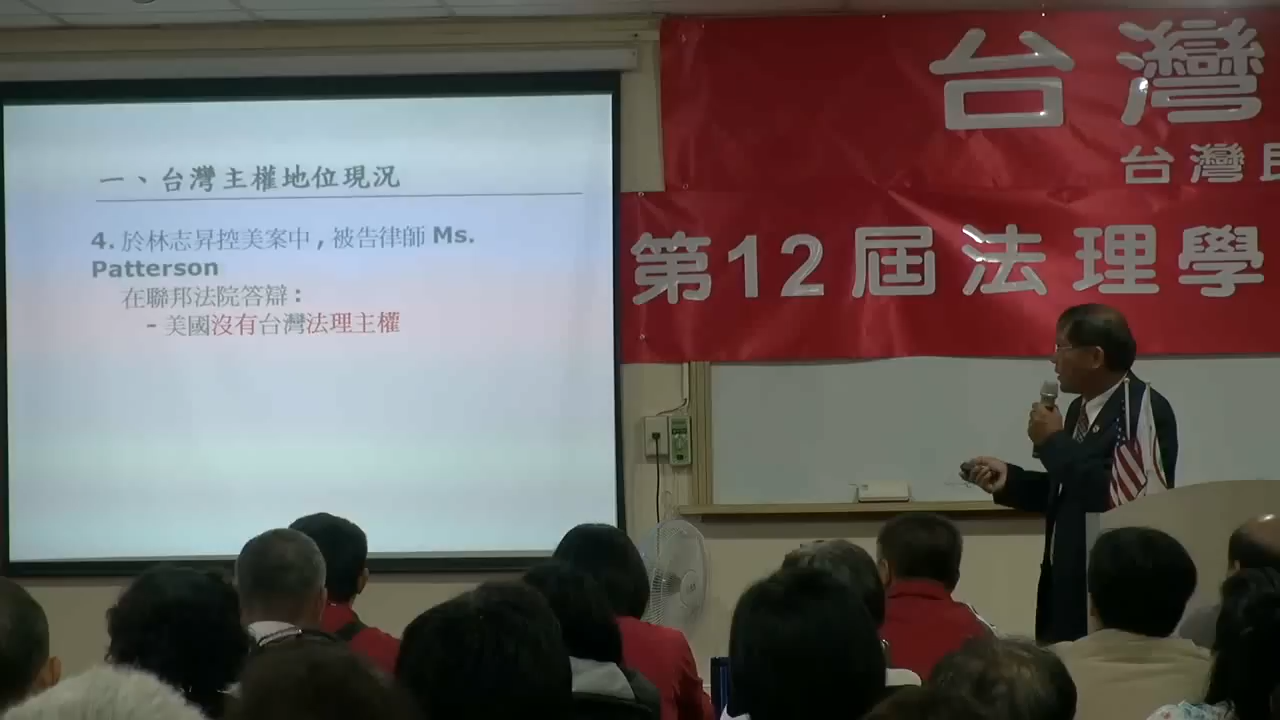 一、台灣主權地位現況
4. 於林志昇控美案中 , 被告律師 Ms.
Patterson
在聯邦法院答辯 :
- 美國沒有台灣法理主權
台灣
台灣民
第12屆法理學